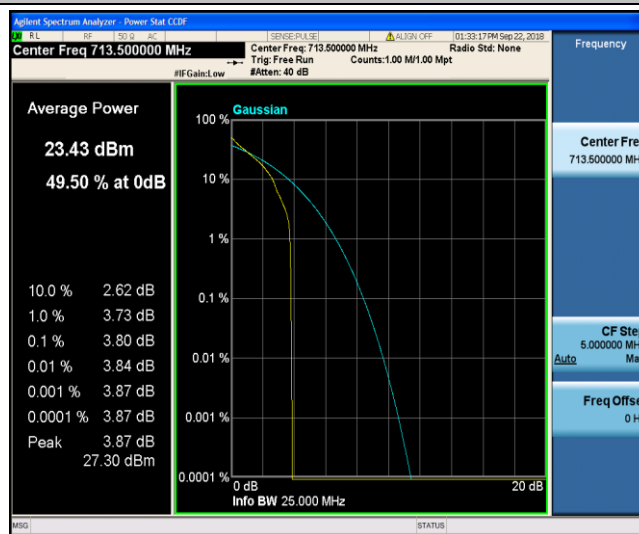 Agilent Spectrum Analyzer - Power Stat CCDF
RL RF 50 Ω AC SENSE:PULSE ALIGN OFF 01:33:17 PM Sep 22, 2018
Center Freq 713.500000 MHz
Center Freq: 713.500000 MHz Radio Std: None
Trig: Free Run Counts:1.00 M/1.00 Mpt
#IFGain:Low #Atten: 40 dB
Frequency
Average Power
23.43 dBm
49.50 % at 0dB
10.0 % 2.62 dB
1.0 % 3.73 dB
0.1 % 3.80 dB
0.01 % 3.84 dB
0.001 % 3.87 dB
0.0001 % 3.87 dB
Peak 3.87 dB
27.30 dBm
Gaussian
100 %
10 %
1 %
0.1 %
0.01 %
0.001 %
0.0001 %
0 dB 20 dB
Info BW 25.000 MHz
Center Fre
713.500000 MH
CF Ste
5.000000 MH
Auto Ma
Freq Offse
0 H
MSG STATUS